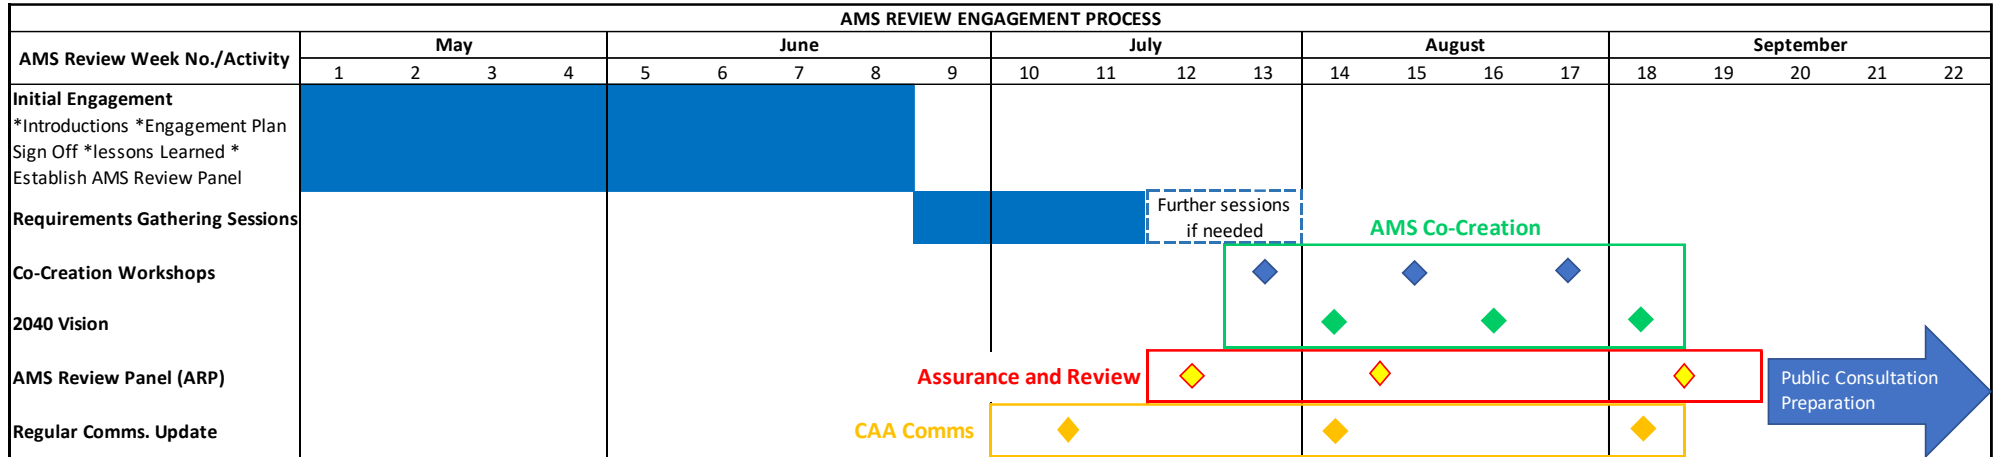 AMS REVIEW ENGAGEMENT PROCESS
AMS Review Week No./Activity
May June July August September
1 2 3 4 5 6 7 8 9 10 11 12 13 14 15 16 17 18 19 20 21 22
Initial Engagement
*Introductions *Engagement Plan
Sign Off *lessons Learned *
Establish AMS Review Panel
Requirements Gathering Sessions
Further sessions
if needed
AMS Co-Creation
Co-Creation Workshops
2040 Vision
AMS Review Panel (ARP)
Assurance and Review
Public Consultation
Preparation
Regular Comms. Update
CAA Comms